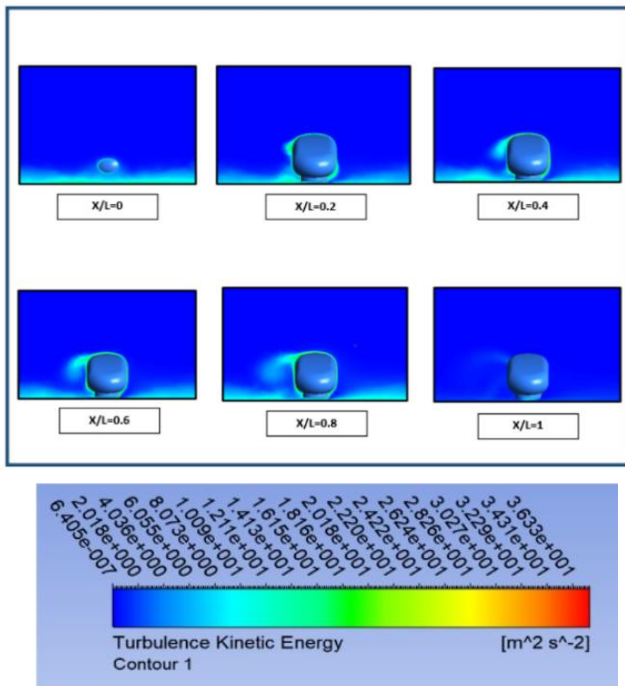 X/L=0
X/L=0.2
X/L=0.4
X/L=0.6
X/L=0.8
X/L=1
6.405e-007
2.018e+000
4.036e+000
6.055e+000
8.073e+000
1.009e+001
1.211e+001
1.413e+001
1.615e+001
1.816e+001
2.018e+001
2.220e+001
2.422e+001
2.624e+001
2.826e+001
3.027e+001
3.229e+001
3.431e+001
3.633e+001
Turbulence Kinetic Energy [m^2 s^-2]
Contour 1